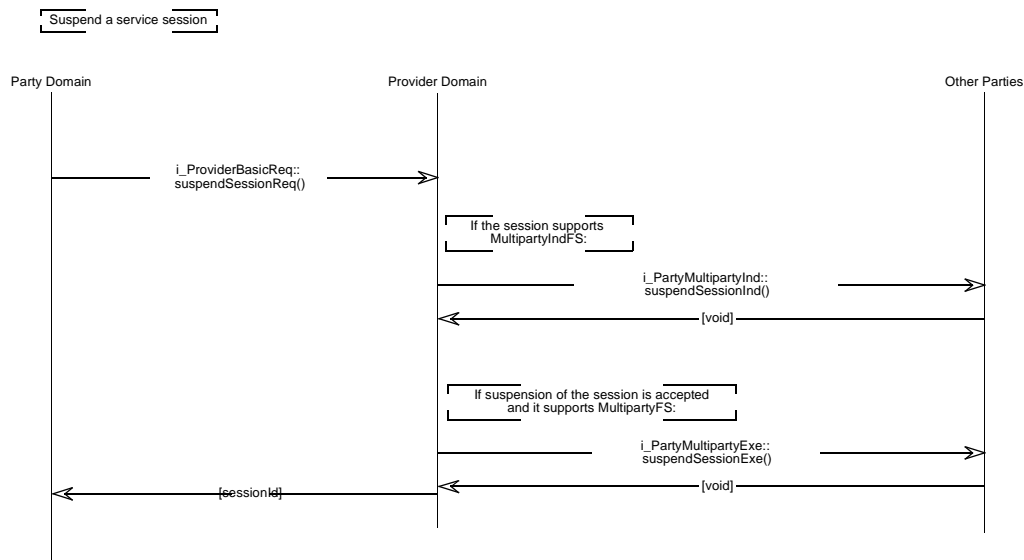 Suspend a service session
Party Domain
Provider Domain
Other Parties
i_ProviderBasicReq::
suspendSessionReq()
If the session supports
MultipartyIndFS:
i_PartyMultipartyInd::
suspendSessionInd()
[void]
If suspension of the session is accepted
and it supports MultipartyFS:
i_PartyMultipartyExe::
suspendSessionExe()
[void]
[sessionId]